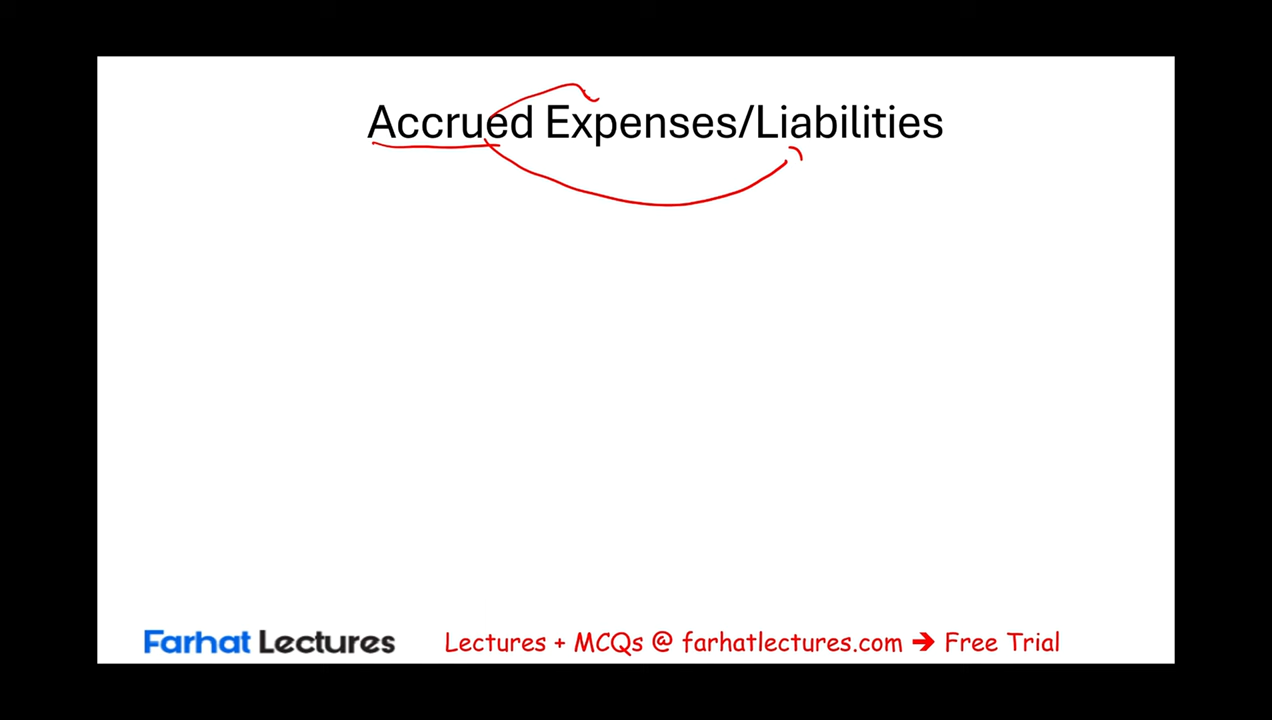 Accrued Expenses/Liabilities
Farhat Lectures Lectures + MCQs @ farhatlectures.com → Free Trial